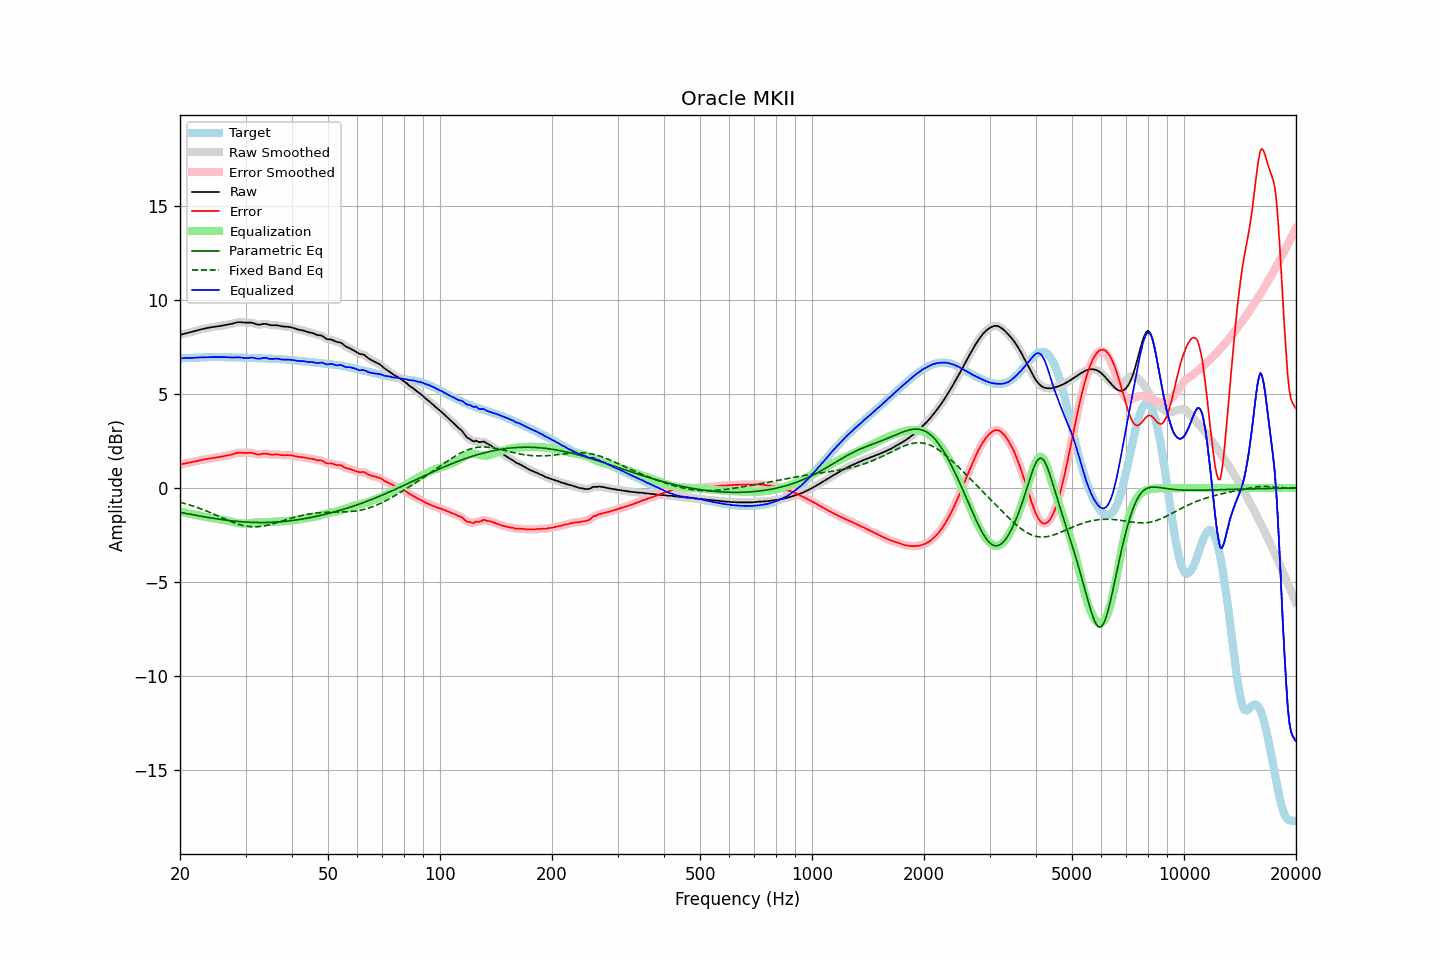 Oracle MKII
Target
Raw Smoothed
Error Smoothed
Raw
Error
Equalization
Parametric Eq
Fixed Band Eq
Equalized
Amplitude (dBr)
15
10
5
0
−5
−10
−15
20
50
100
200
500
1000
2000
5000
10000
20000
Frequency (Hz)